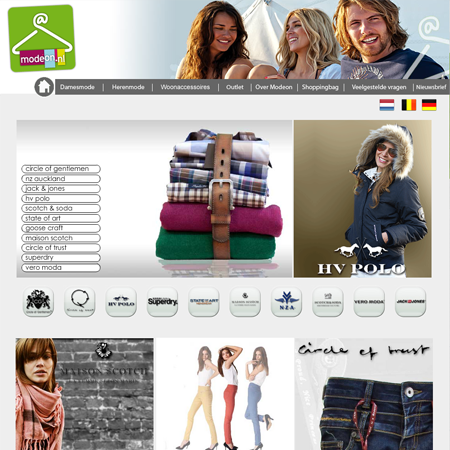 @
modeon.nl
Damesmode | Herenmode | Woonaccessoires | Outlet | Over Modeon | Shoppingbag | Veelgestelde vragen | Nieuwsbrief
circle of gentlemen
nz auckland
jack & jones
hv polo
scotch & soda
state of art
goose craft
maison scotch
circle of trust
superdry
vero moda
HV POLO
HV POLO
Superdry.
STATE OF ART
MAISON SCOTCH
NZA
VERO MODA
JACK & JONES
MAISON SCOTCH
Circle of trust